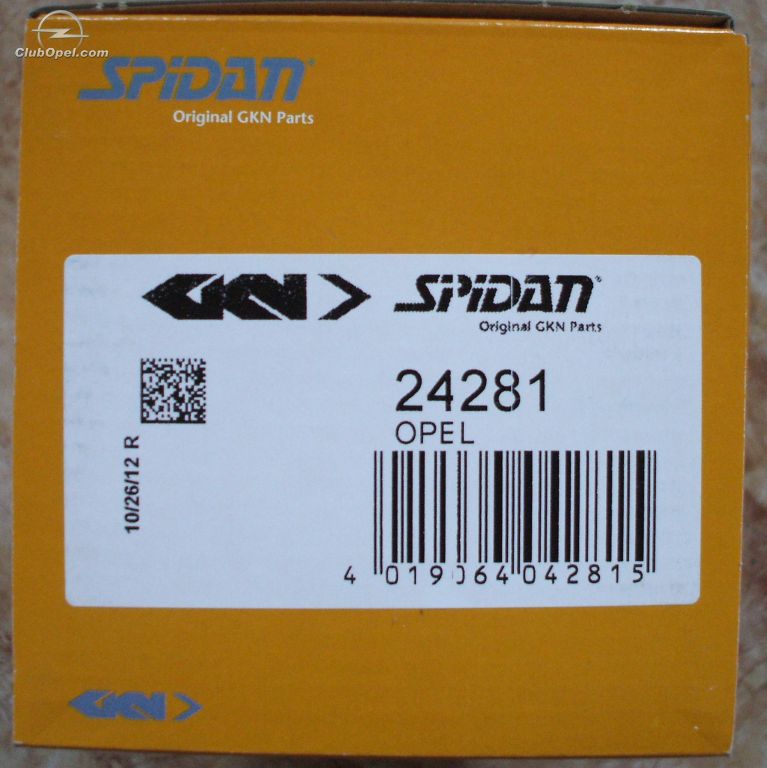 ClubOpel.com
SPiDAN
Original GKN Parts
GKN SPiDAN
Original GKN Parts
24281
OPEL
10/26/12 R
4 019064 042815
GKN